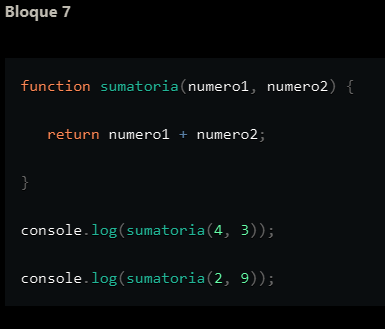 Bloque 7
function sumatoria(numero1, numero2) {
return numero1 + numero2;
}
console.log(sumatoria(4, 3));
console.log(sumatoria(2, 9));